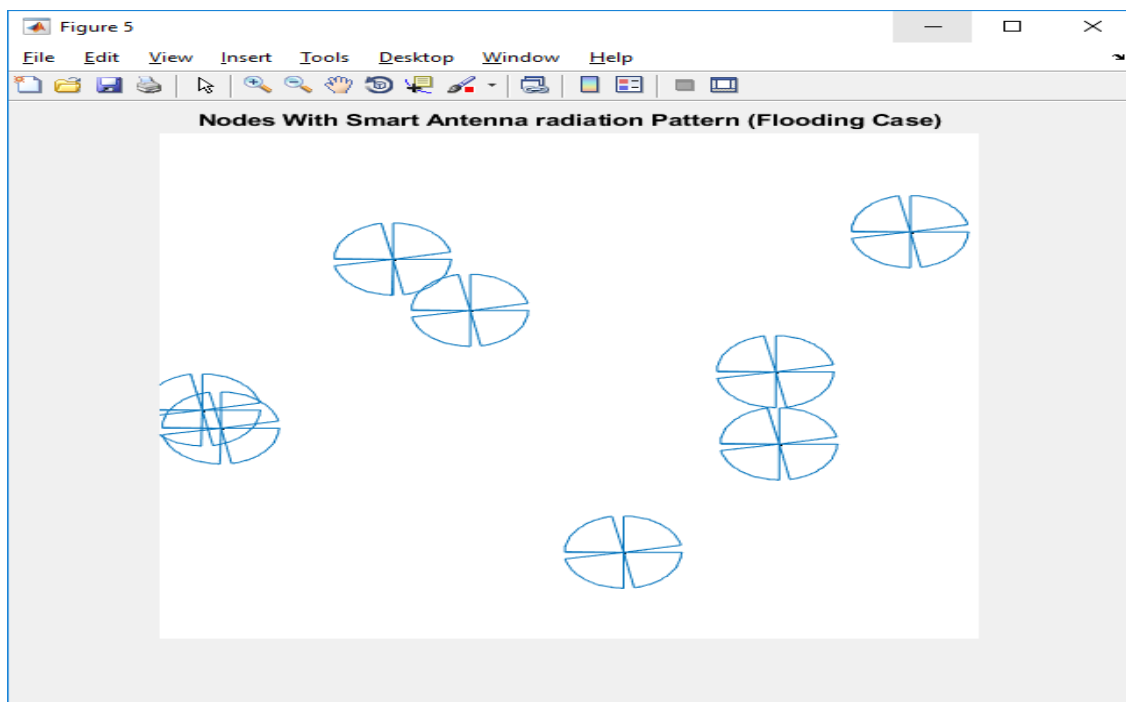 Figure 5
File Edit View Insert Tools Desktop Window Help
Nodes With Smart Antenna radiation Pattern (Flooding Case)